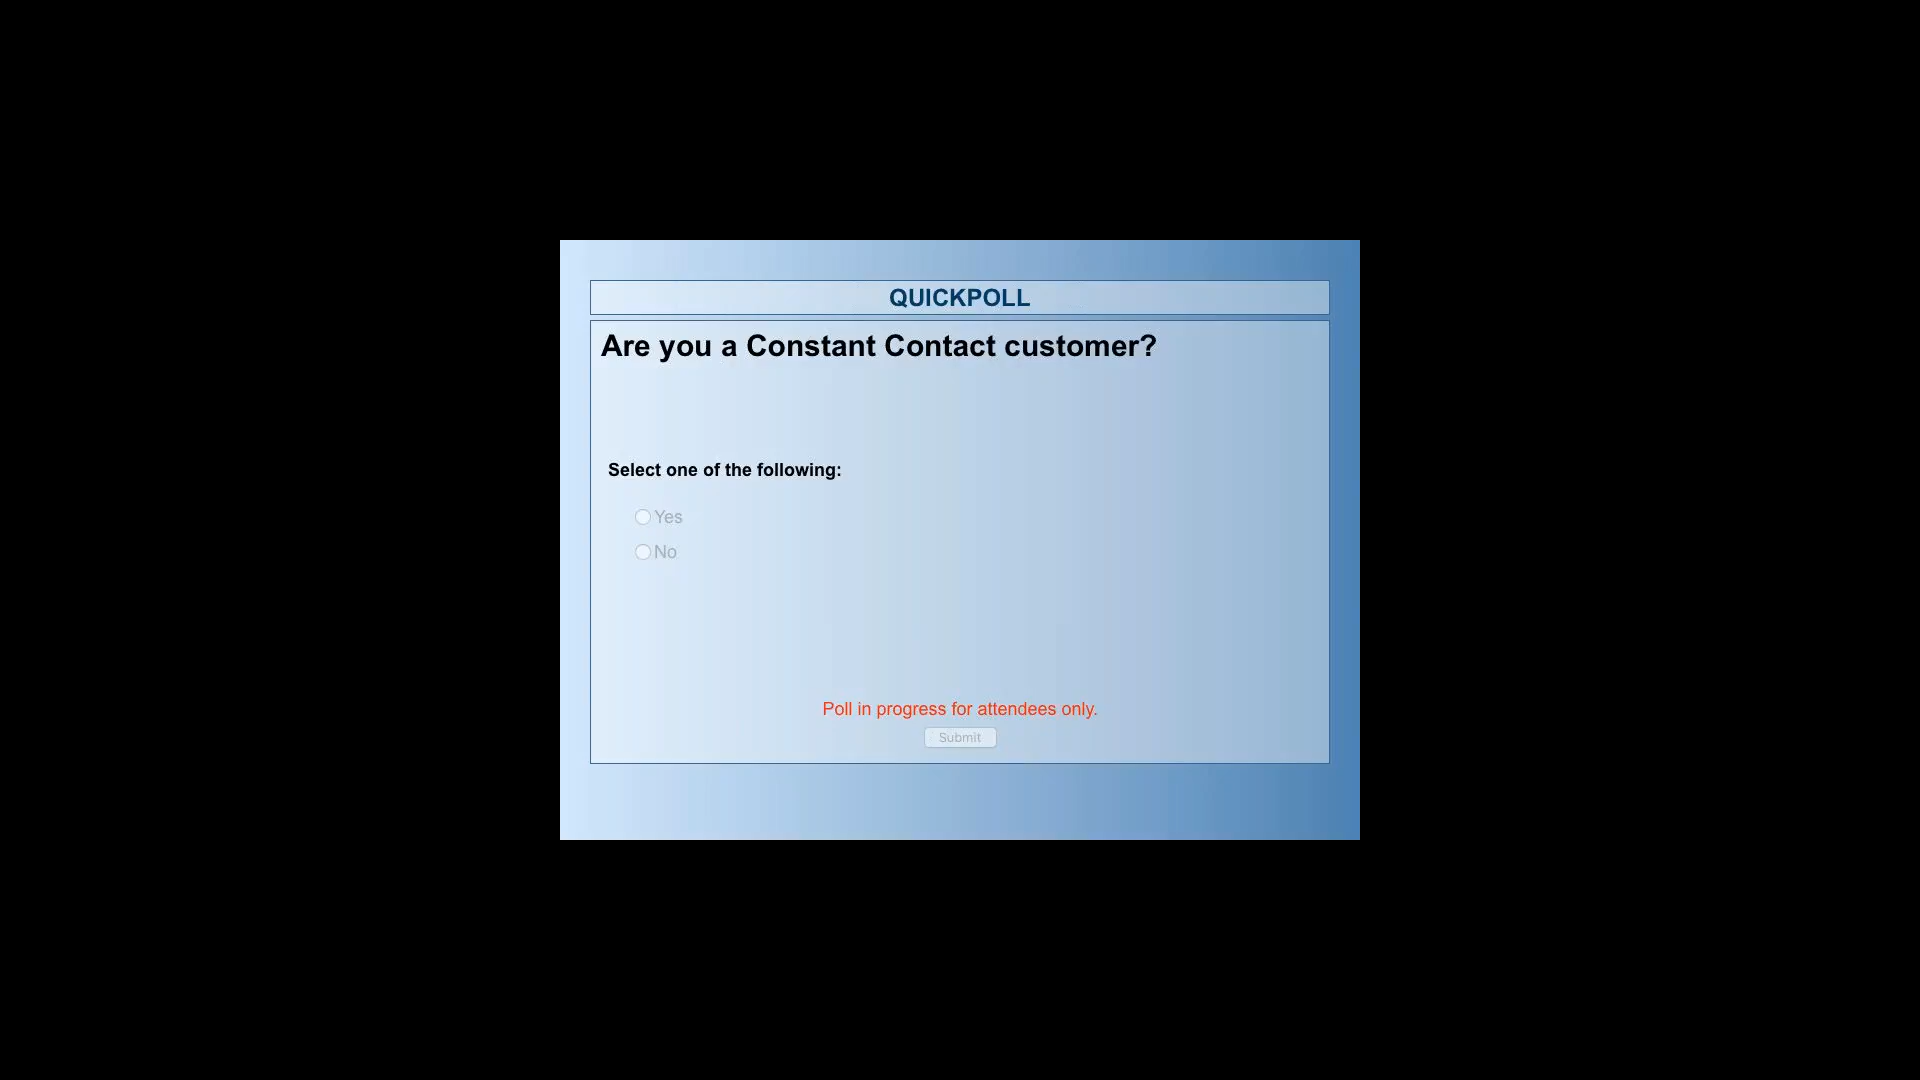 QUICKPOLL
Are you a Constant Contact customer?
Select one of the following:
Yes
No
Poll in progress for attendees only.
Submit